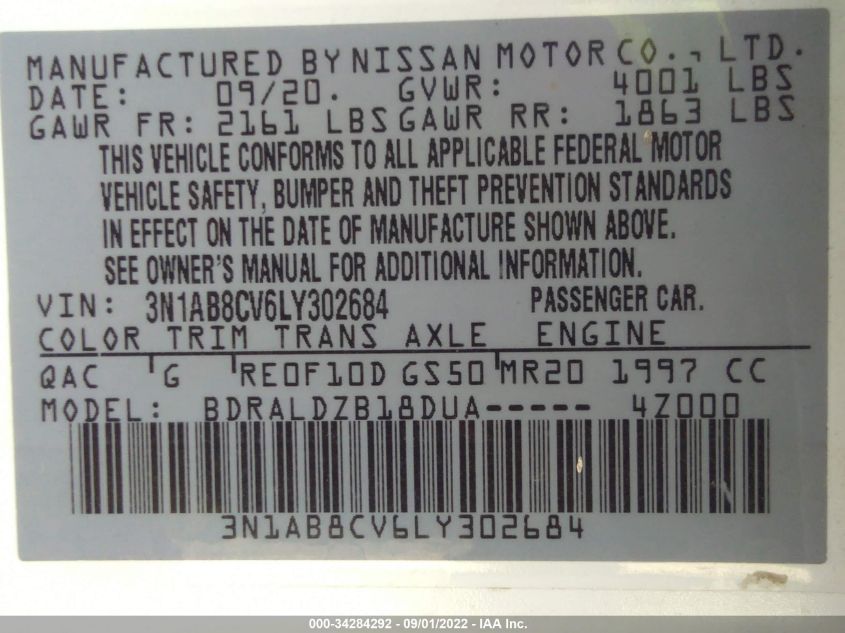 MANUFACTURED BY NISSAN MOTOR CO., LTD.
DATE: 09/20. GVWR: 4001 LBS
GAWR FR: 2161 LBS GAWR RR: 1863 LBS
THIS VEHICLE CONFORMS TO ALL APPLICABLE FEDERAL MOTOR
VEHICLE SAFETY, BUMPER AND THEFT PREVENTION STANDARDS
IN EFFECT ON THE DATE OF MANUFACTURE SHOWN ABOVE.
SEE OWNER'S MANUAL FOR ADDITIONAL INFORMATION.
VIN: 3N1AB8CV6LY302684 PASSENGER CAR.
COLOR TRIM TRANS AXLE ENGINE
QAC G RE0F10D GS50 MR20 1997 CC
MODEL: BDRALDZB18DUA----- 4Z000
3N1AB8CV6LY302684
000-34284292 - 09/01/2022 - IAA Inc.